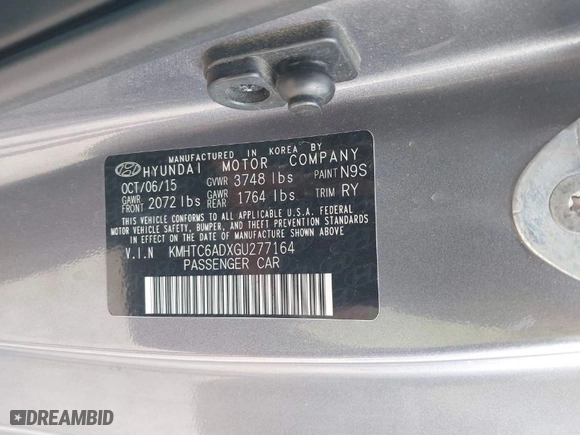 MANUFACTURED IN KOREA BY
HYUNDAI MOTOR COMPANY
OCT/06/15 GVWR 3748 lbs PAINT N9S
GAWR FRONT 2072 lbs GAWR REAR 1764 lbs TRIM RY
THIS VEHICLE CONFORMS TO ALL APPLICABLE U.S.A. FEDERAL
MOTOR VEHICLE SAFETY, BUMPER, AND THEFT PREVENTION STANDARDS
IN EFFECT ON THE DATE OF MANUFACTURE SHOWN ABOVE.
V.I.N KMHTC6ADXGU277164
PASSENGER CAR
DREAMBID